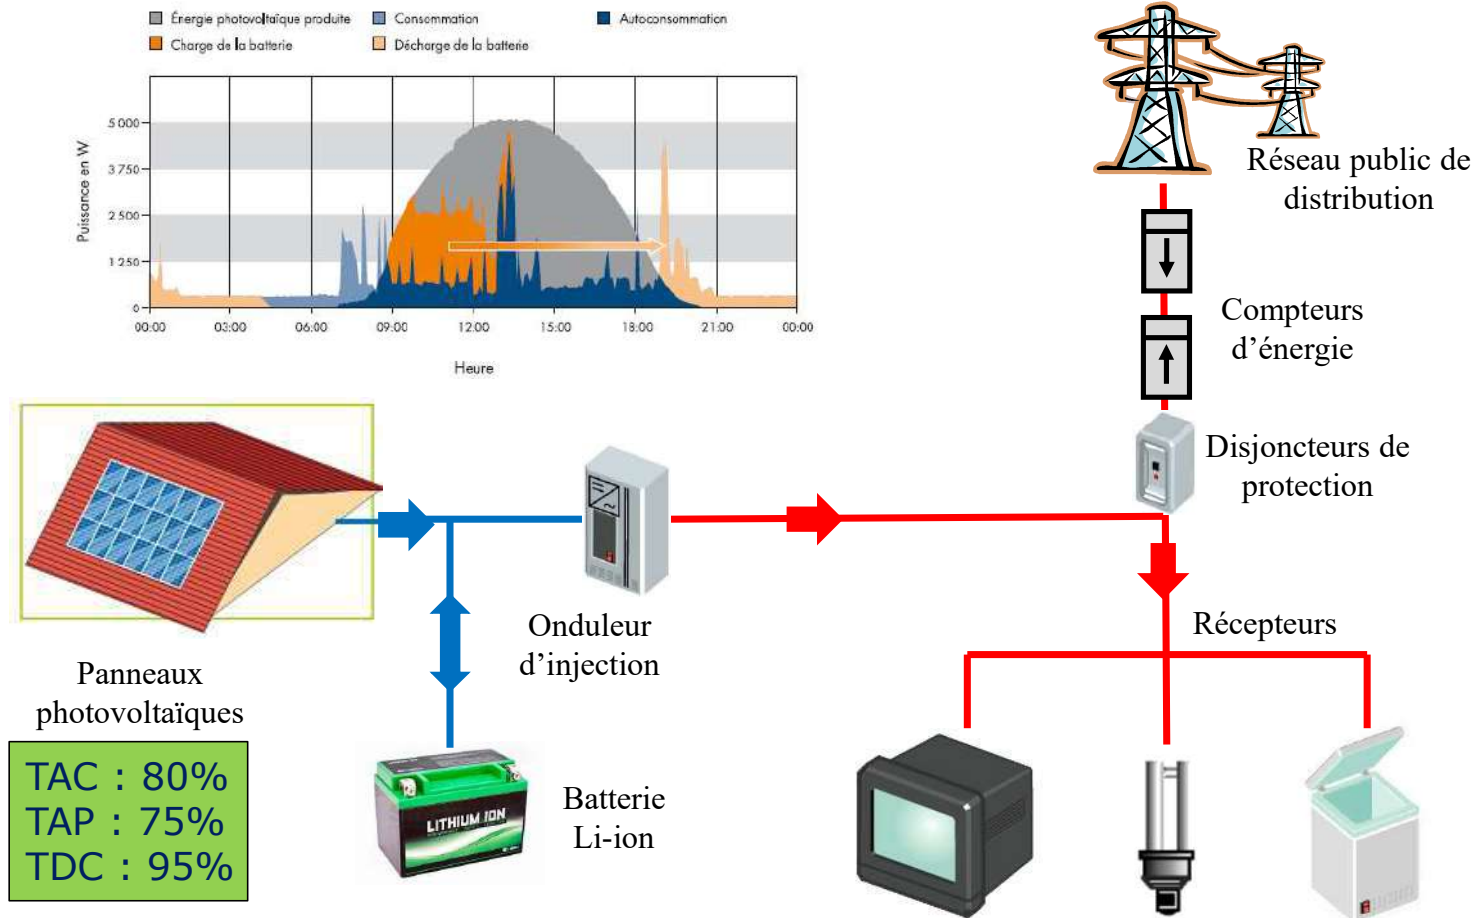 Énergie photovoltaïque produite
Consommation
Autoconsommation
Charge de la batterie
Décharge de la batterie
Puissance en W
5 000
3 750
2 500
1 250
0
00:00
03:00
06:00
09:00
12:00
15:00
18:00
21:00
00:00
Heure
Réseau public de
distribution
Compteurs
d’énergie
Disjoncteurs de
protection
Onduleur
d’injection
Récepteurs
Panneaux
photovoltaïques
TAC : 80%
TAP : 75%
TDC : 95%
LITHIUM ION
Batterie
Li-ion